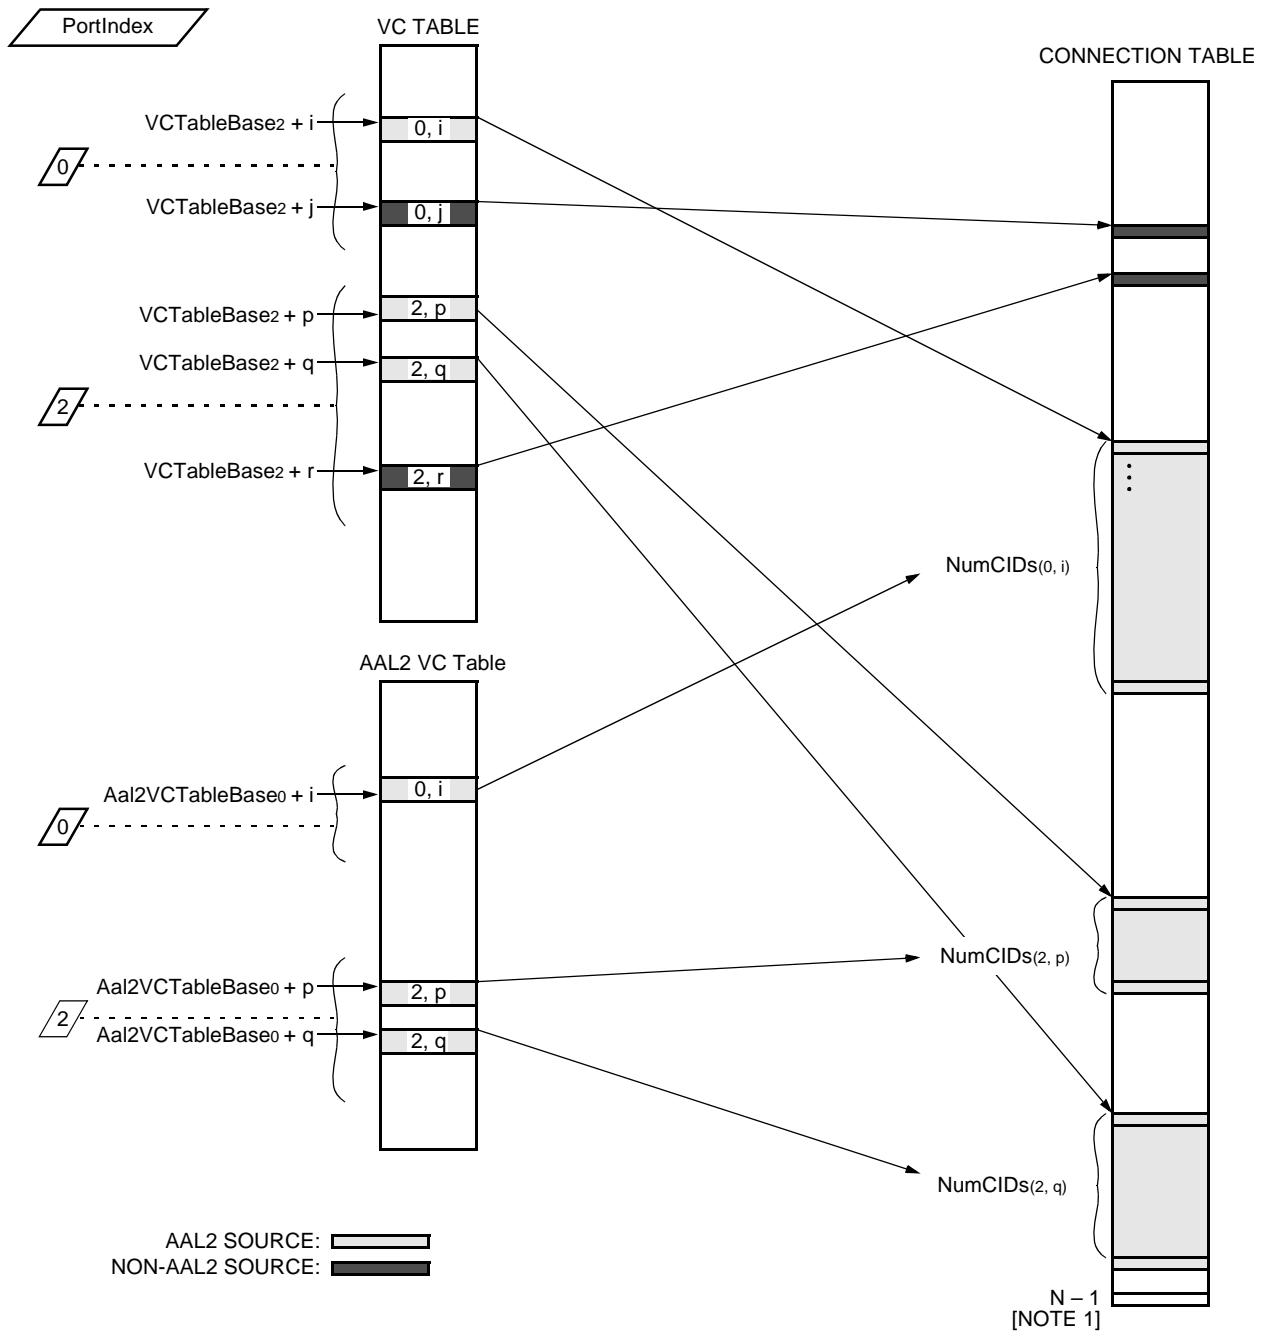 PortIndex
VC TABLE
CONNECTION TABLE
VCTableBase2 + i
0, i
0
VCTableBase2 + j
0, j
VCTableBase2 + p
2, p
VCTableBase2 + q
2, q
2
VCTableBase2 + r
2, r
NumCIDs(0, i)
AAL2 VC Table
Aal2VCTableBase0 + i
0, i
0
NumCIDs(2, p)
Aal2VCTableBase0 + p
2, p
2
Aal2VCTableBase0 + q
2, q
NumCIDs(2, q)
AAL2 SOURCE:
NON-AAL2 SOURCE:
N – 1
[NOTE 1]